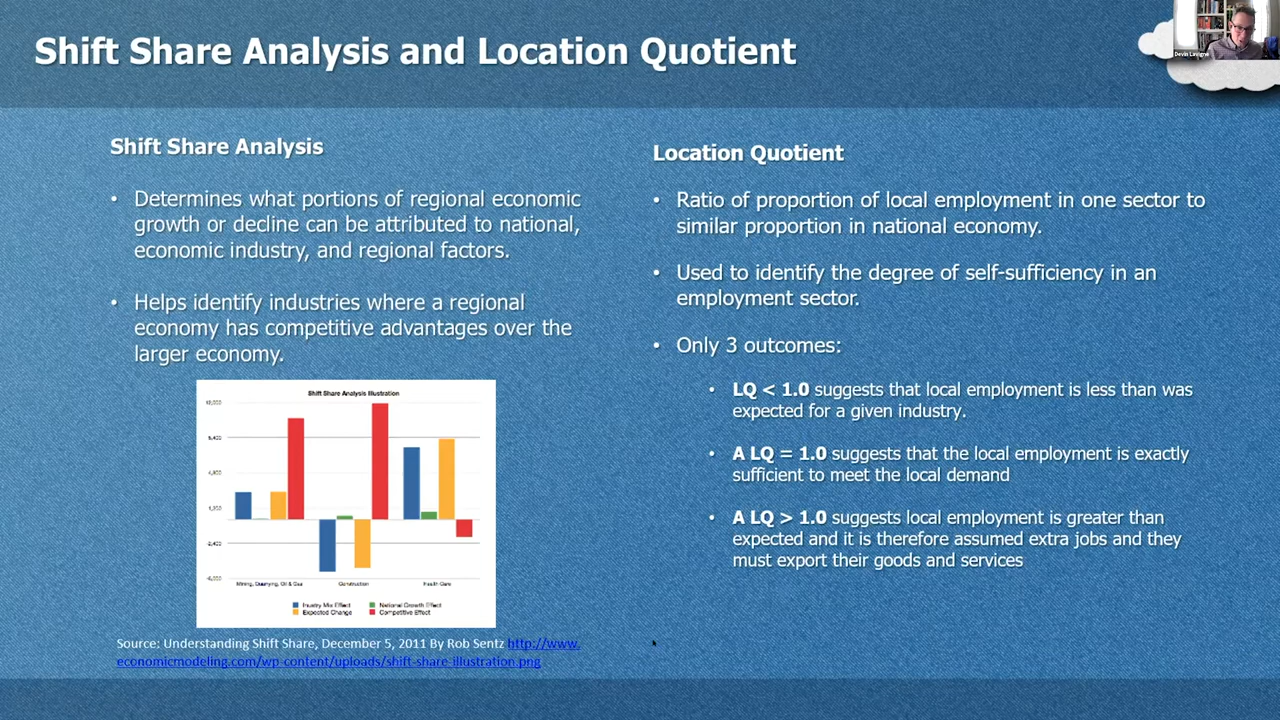 Shift Share Analysis and Location Quotient
Devin Lavigne
Shift Share Analysis
• Determines what portions of regional economic
growth or decline can be attributed to national,
economic industry, and regional factors.
• Helps identify industries where a regional
economy has competitive advantages over the
larger economy.
Shift Share Analysis Illustration
Mining, Quarrying, Oil & Gas
Construction
Health Care
National Growth Effect
Expected Change
Competitive Effect
Source: Understanding Shift Share, December 5, 2011 By Rob Sentz http://www.
economicmodeling.com/wp-content/uploads/shift-share-illustration.png
Location Quotient
• Ratio of proportion of local employment in one sector to
similar proportion in national economy.
• Used to identify the degree of self-sufficiency in an
employment sector.
• Only 3 outcomes:
• LQ < 1.0 suggests that local employment is less than was
expected for a given industry.
• A LQ = 1.0 suggests that the local employment is exactly
sufficient to meet the local demand
• A LQ > 1.0 suggests local employment is greater than
expected and it is therefore assumed extra jobs and they
must export their goods and services